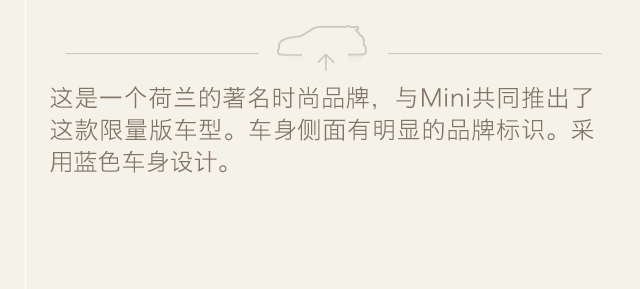 这是一个荷兰的著名时尚品牌，与Mini共同推出了
这款限量版车型。车身侧面有明显的品牌标识。采
用蓝色车身设计。